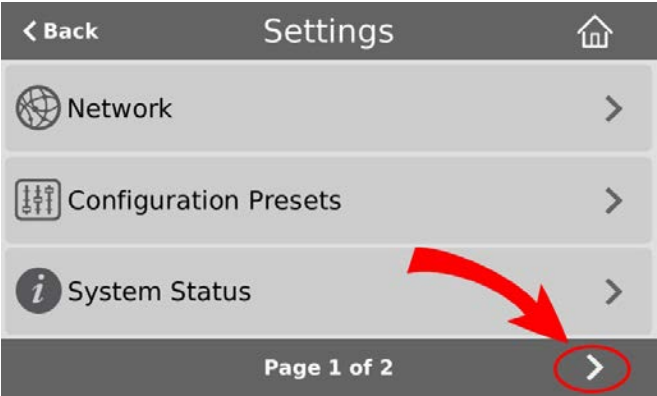 Back
Settings
Network
Configuration Presets
System Status
Page 1 of 2